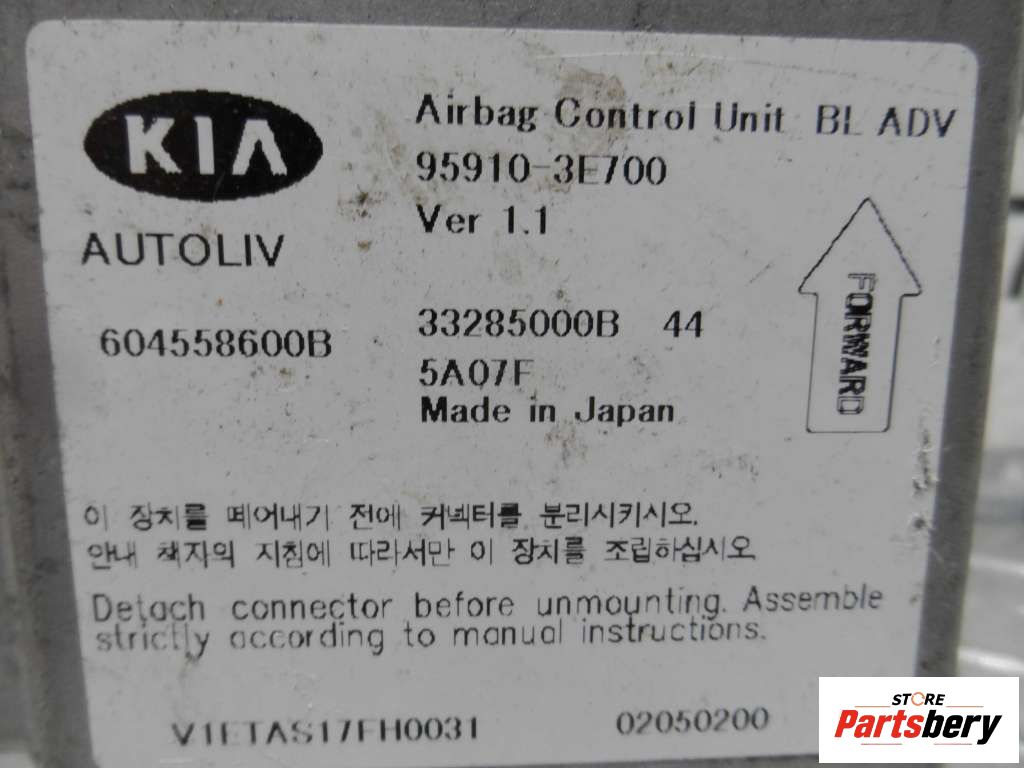 KIA
AUTOLIV
604558600B
Airbag Control Unit BL ADV
95910-3E700
Ver 1.1
33285000B 44
5A07F
Made in Japan
FORWARD
이 장치를 떼어내기 전에 커넥터를 분리시키시오.
안내 책자의 지침에 따라서만 이 장치를 조립하십시오
Detach connector before unmounting. Assemble
strictly according to manual instructions.
V1ETAS17FH0031 02050200
STORE
Partsbery